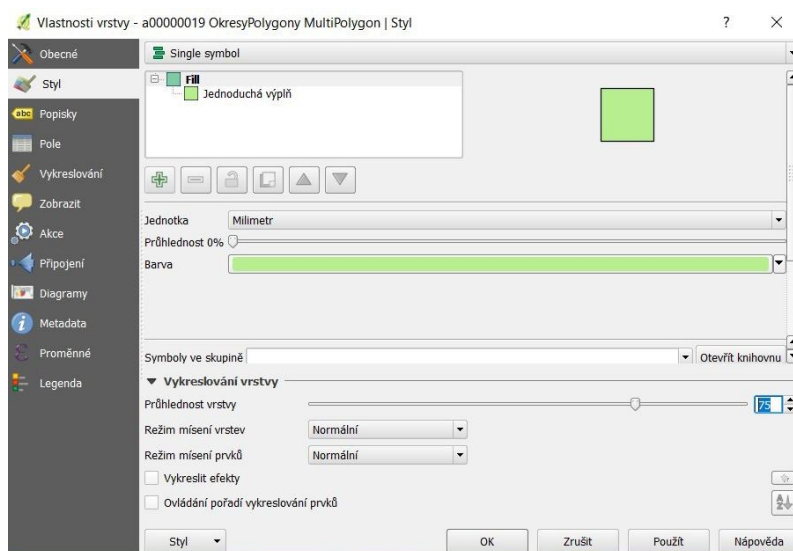 Vlastnosti vrstvy - a00000019 OkresyPolygony MultiPolygon | Styl ? ×
Obecné
Styl
abc Popisky
Pole
Vykreslování
Zobrazit
Akce
Připojení
Diagramy
Metadata
Proměnné
Legenda
Single symbol
Fill
Jednoduchá výplň
Jednotka Milimetr
Průhlednost 0%
Barva
Symboly ve skupině Otevřít knihovnu
Vykreslování vrstvy
Průhlednost vrstvy 75
Režim mísení vrstev Normální
Režim mísení prvků Normální
Vykreslit efekty
Ovládání pořadí vykreslování prvků
Styl OK Zrušit Použít Nápověda